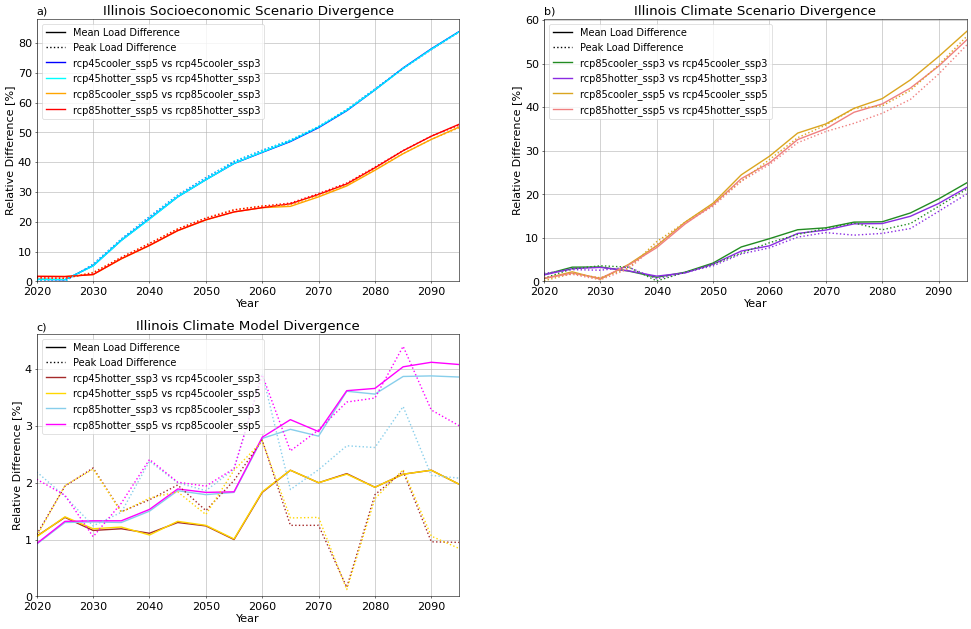 a)
Illinois Socioeconomic Scenario Divergence
Mean Load Difference
Peak Load Difference
rcp45cooler_ssp5 vs rcp45cooler_ssp3
rcp45hotter_ssp5 vs rcp45hotter_ssp3
rcp85cooler_ssp5 vs rcp85cooler_ssp3
rcp85hotter_ssp5 vs rcp85hotter_ssp3
Relative Difference [%]
80
70
60
50
40
30
20
10
0
2020 2030 2040 2050 2060 2070 2080 2090
Year
b)
Illinois Climate Scenario Divergence
Mean Load Difference
Peak Load Difference
rcp85cooler_ssp3 vs rcp45cooler_ssp3
rcp85hotter_ssp3 vs rcp45hotter_ssp3
rcp85cooler_ssp5 vs rcp45cooler_ssp5
rcp85hotter_ssp5 vs rcp45hotter_ssp5
Relative Difference [%]
60
50
40
30
20
10
0
2020 2030 2040 2050 2060 2070 2080 2090
Year
c)
Illinois Climate Model Divergence
Mean Load Difference
Peak Load Difference
rcp45hotter_ssp3 vs rcp45cooler_ssp3
rcp45hotter_ssp5 vs rcp45cooler_ssp5
rcp85hotter_ssp3 vs rcp85cooler_ssp3
rcp85hotter_ssp5 vs rcp85cooler_ssp5
Relative Difference [%]
4
3
2
1
0
2020 2030 2040 2050 2060 2070 2080 2090
Year